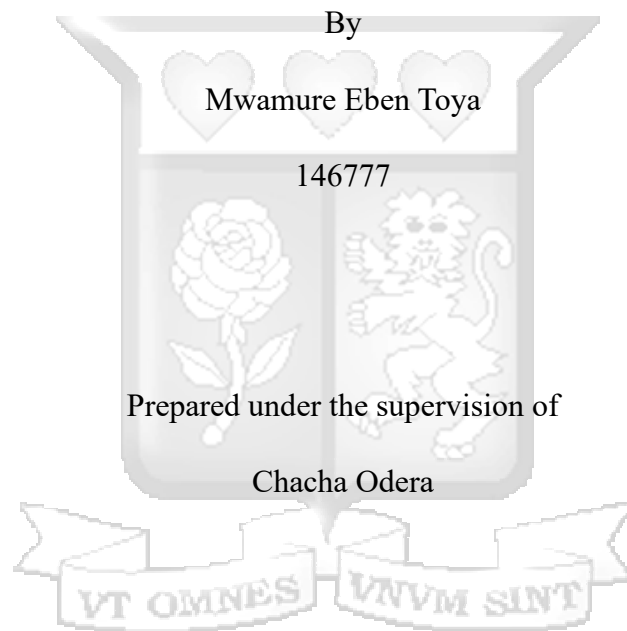 By
Mwamure Eben Toya
146777
Prepared under the supervision of
Chacha Odera
VT OMNES VNVM SINT